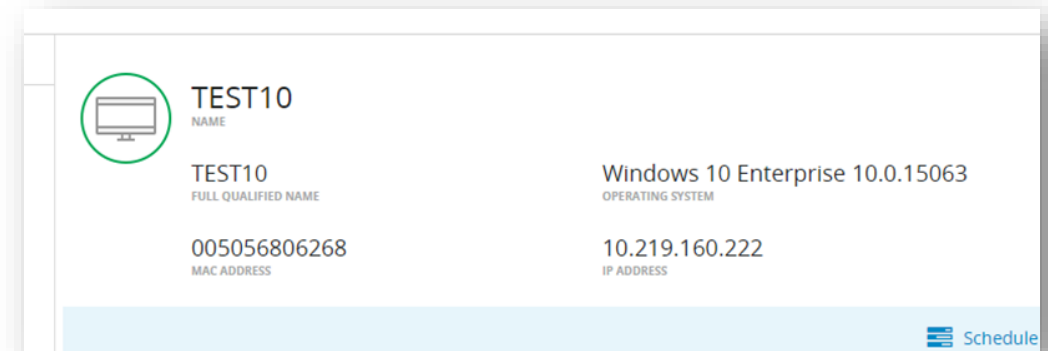 TEST10
NAME
TEST10
FULL QUALIFIED NAME
Windows 10 Enterprise 10.0.15063
OPERATING SYSTEM
005056806268
MAC ADDRESS
10.219.160.222
IP ADDRESS
Schedule